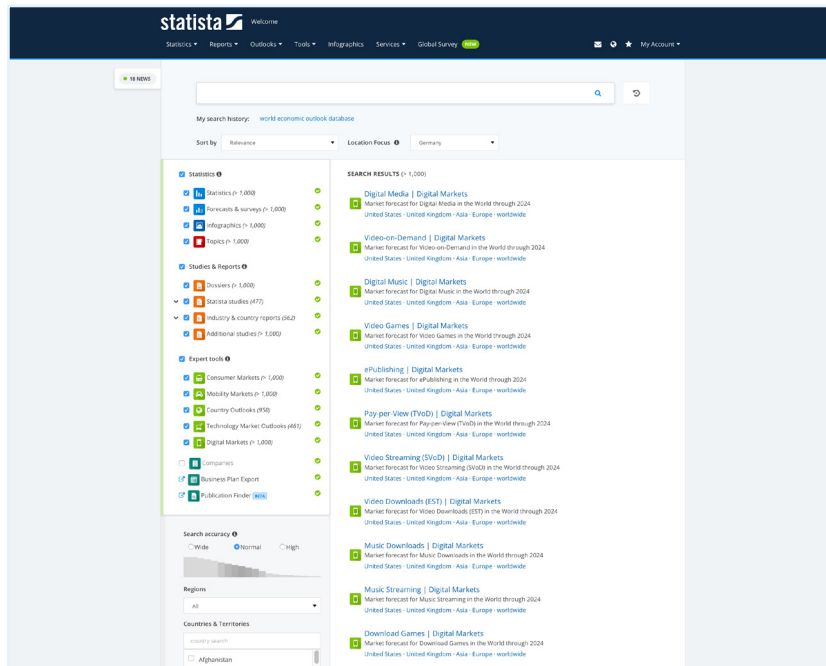 statista Welcome
Statistics Reports Outlooks Tools Infographics Services Global Survey NEW My Account
18 NEWS
My search history: world economic outlook database
Sort by Relevance Location Focus Germany
Statistics
Statistics (> 1,000)
Forecasts & surveys (> 1,000)
Infographics (> 1,000)
Topics (> 1,000)
Studies & Reports
Dossiers (> 1,000)
Statista studies (477)
Industry & country reports (562)
Additional studies (> 1,000)
Expert tools
Consumer Markets (> 1,000)
Mobility Markets (> 1,000)
Country Outlooks (958)
Technology Market Outlooks (461)
Digital Markets (> 1,000)
Companies
Business Plan Export
Publication Finder BETA
Search accuracy
Wide Normal High
Regions
All
Countries & Territories
country search
Afghanistan
SEARCH RESULTS (> 1,000)
Digital Media | Digital Markets
Market forecast for Digital Media in the World through 2024
United States - United Kingdom - Asia - Europe - worldwide
Video-on-Demand | Digital Markets
Market forecast for Video-on-Demand in the World through 2024
United States - United Kingdom - Asia - Europe - worldwide
Digital Music | Digital Markets
Market forecast for Digital Music in the World through 2024
United States - United Kingdom - Asia - Europe - worldwide
Video Games | Digital Markets
Market forecast for Video Games in the World through 2024
United States - United Kingdom - Asia - Europe - worldwide
ePublishing | Digital Markets
Market forecast for ePublishing in the World through 2024
United States - United Kingdom - Asia - Europe - worldwide
Pay-per-View (TVoD) | Digital Markets
Market forecast for Pay-per-View (TVoD) in the World through 2024
United States - United Kingdom - Asia - Europe - worldwide
Video Streaming (SVoD) | Digital Markets
Market forecast for Video Streaming (SVoD) in the World through 2024
United States - United Kingdom - Asia - Europe - worldwide
Video Downloads (EST) | Digital Markets
Market forecast for Video Downloads (EST) in the World through 2024
United States - United Kingdom - Asia - Europe - worldwide
Music Downloads | Digital Markets
Market forecast for Music Downloads in the World through 2024
United States - United Kingdom - Asia - Europe - worldwide
Music Streaming | Digital Markets
Market forecast for Music Streaming in the World through 2024
United States - United Kingdom - Asia - Europe - worldwide
Download Games | Digital Markets
Market forecast for Download Games in the World through 2024
United States - United Kingdom - Asia - Europe - worldwide